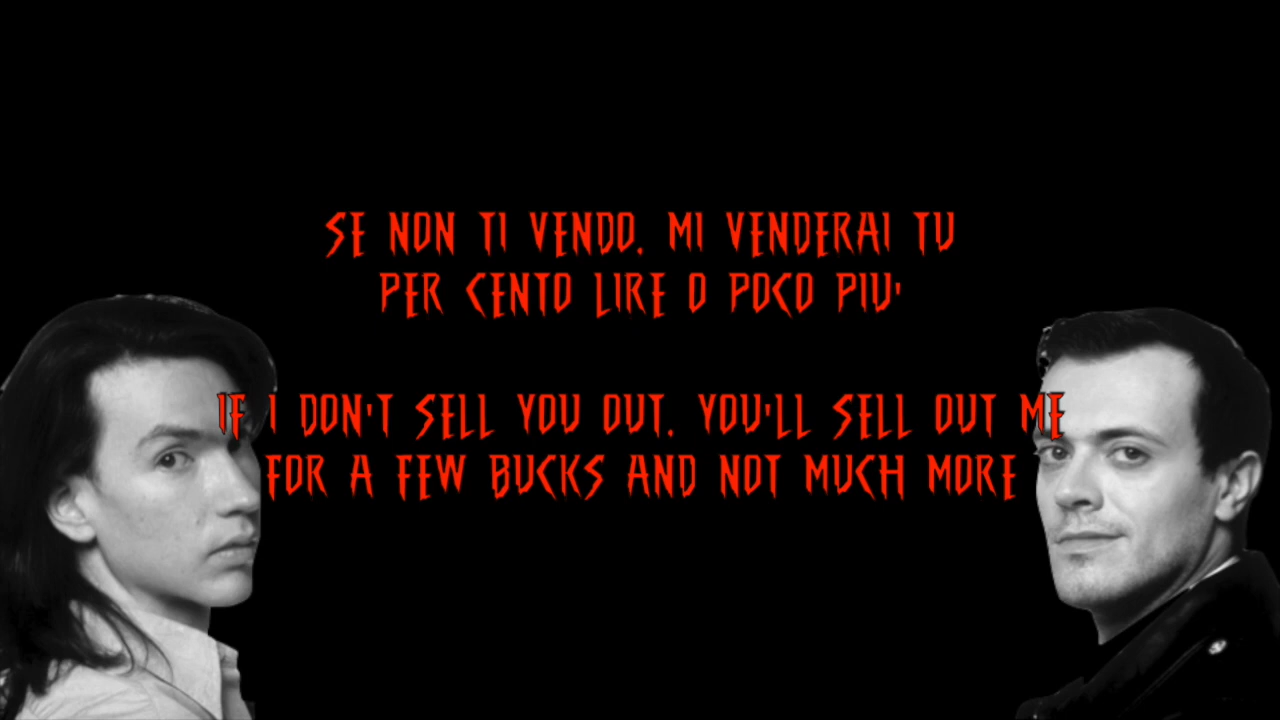 SE NON TI VENDO, MI VENDERAI TU
PER CENTO LIRE O POCO PIU'
IF I DON'T SELL YOU OUT, YOU'LL SELL OUT ME
FOR A FEW BUCKS AND NOT MUCH MORE